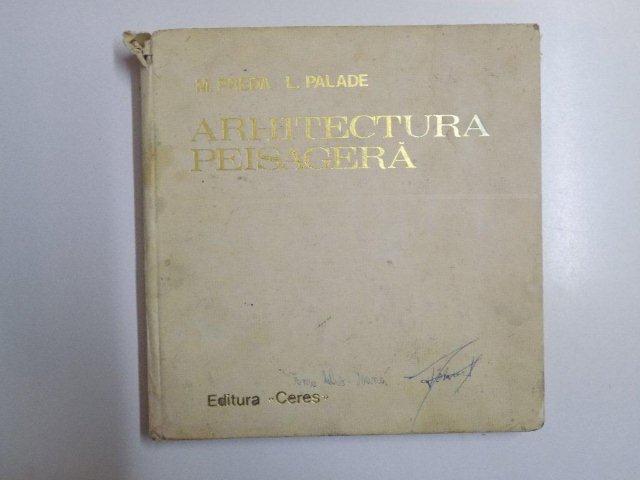 M. PREDA L. PALADE
ARHITECTURA
PEISAGERĂ
Editura «Ceres»